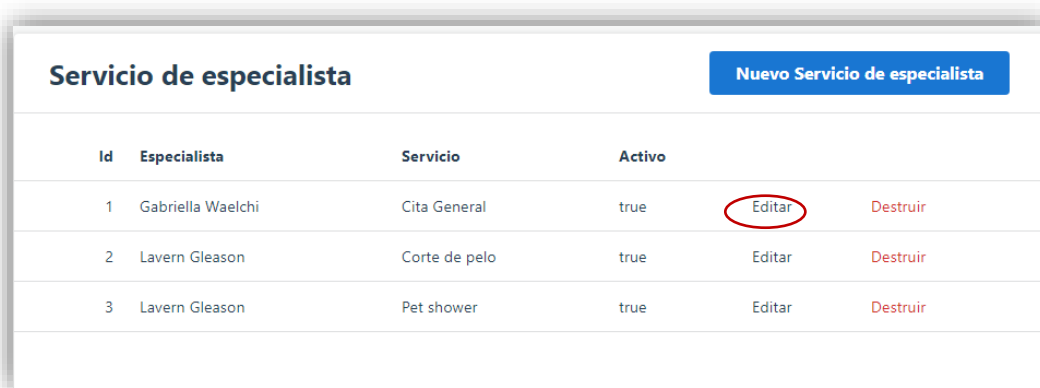 Servicio de especialista Nuevo Servicio de especialista
Id Especialista Servicio Activo
1 Gabriella Waelchi Cita General true Editar Destruir
2 Lavern Gleason Corte de pelo true Editar Destruir
3 Lavern Gleason Pet shower true Editar Destruir